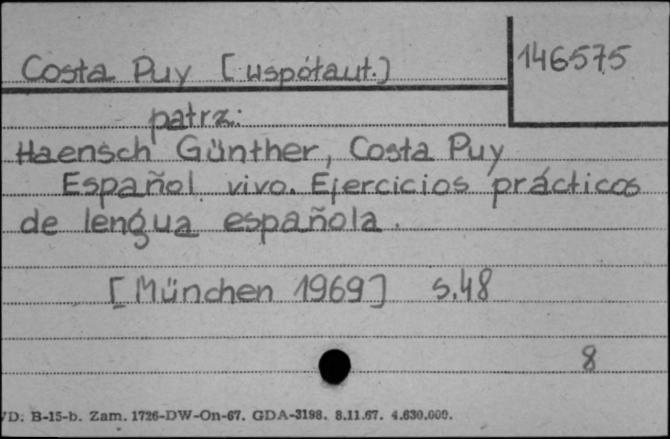 Costa Puy [uspółaut.]
146575
patrz:
Haensch Günther, Costa Puy
Español vivo. Ejercicios prácticos
de lengua española.
[München 1969] s.48
8
D: B-15-b. Zam. 1726-DW-On-67. GDA-3198. 8.11.67. 4.630.000.